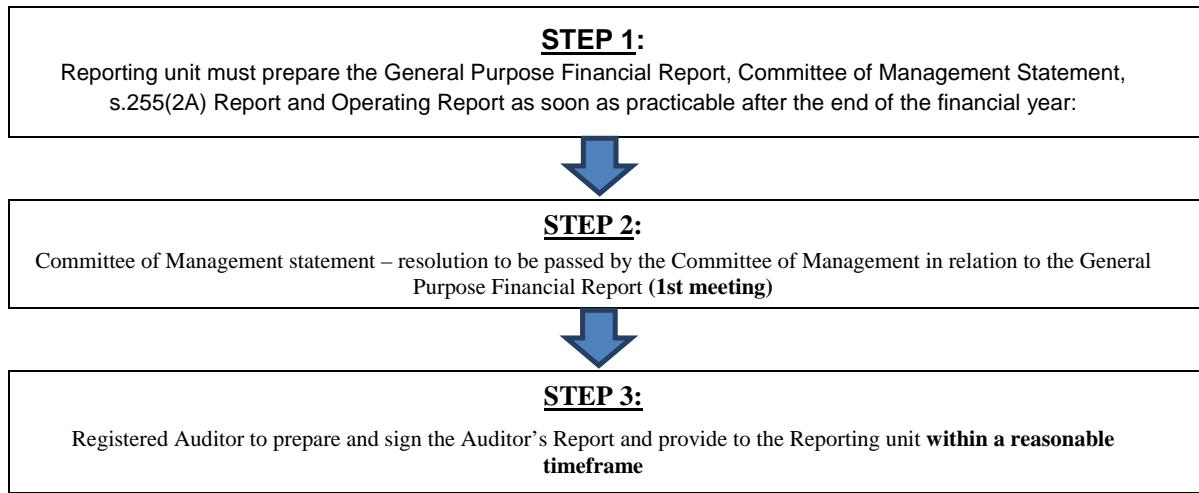 STEP 1:
Reporting unit must prepare the General Purpose Financial Report, Committee of Management Statement,
s.255(2A) Report and Operating Report as soon as practicable after the end of the financial year:
STEP 2:
Committee of Management statement – resolution to be passed by the Committee of Management in relation to the General
Purpose Financial Report (1st meeting)
STEP 3:
Registered Auditor to prepare and sign the Auditor’s Report and provide to the Reporting unit within a reasonable
timeframe